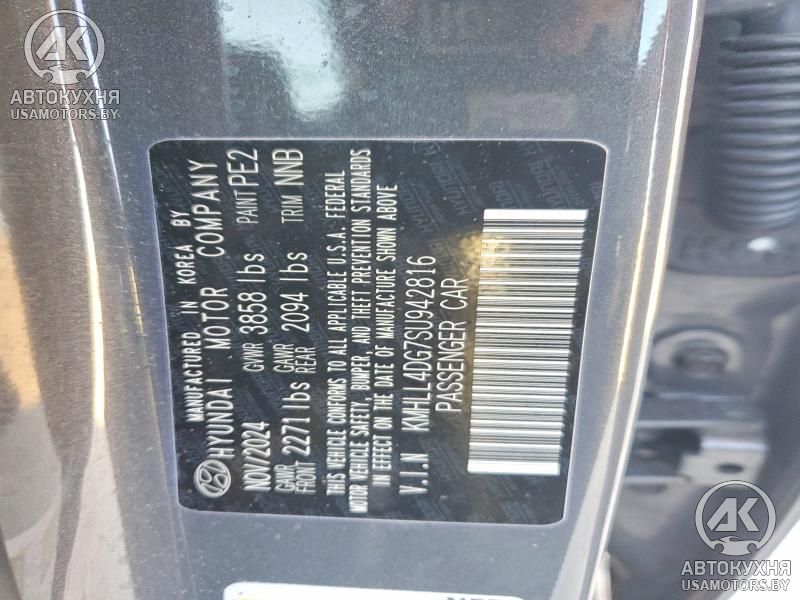 MANUFACTURED IN KOREA BY
HYUNDAI MOTOR COMPANY
NOV/2024 GVWR 3858 lbs PAINT PE2
GAWR FRONT 2271 lbs GAWR REAR 2094 lbs TRIM NNB
THIS VEHICLE CONFORMS TO ALL APPLICABLE U.S.A. FEDERAL
MOTOR VEHICLE SAFETY, BUMPER, AND THEFT PREVENTION STANDARDS
IN EFFECT ON THE DATE OF MANUFACTURE SHOWN ABOVE
V.I.N KMHLL4DG7SU942816
PASSENGER CAR
АК
АВТОКУХНЯ
USAMOTORS.BY
АК
АВТОКУХНЯ
USAMOTORS.BY